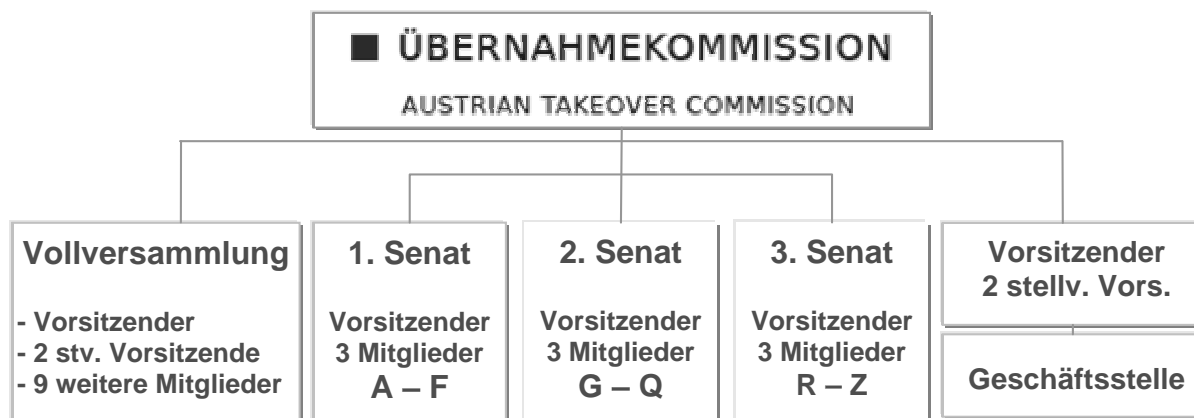 ■ ÜBERNAHMEKOMMISSION
AUSTRIAN TAKEOVER COMMISSION
Vollversammlung
- Vorsitzender
- 2 stv. Vorsitzende
- 9 weitere Mitglieder
1. Senat
Vorsitzender
3 Mitglieder
A – F
2. Senat
Vorsitzender
3 Mitglieder
G – Q
3. Senat
Vorsitzender
3 Mitglieder
R – Z
Vorsitzender
2 stellv. Vors.
Geschäftsstelle